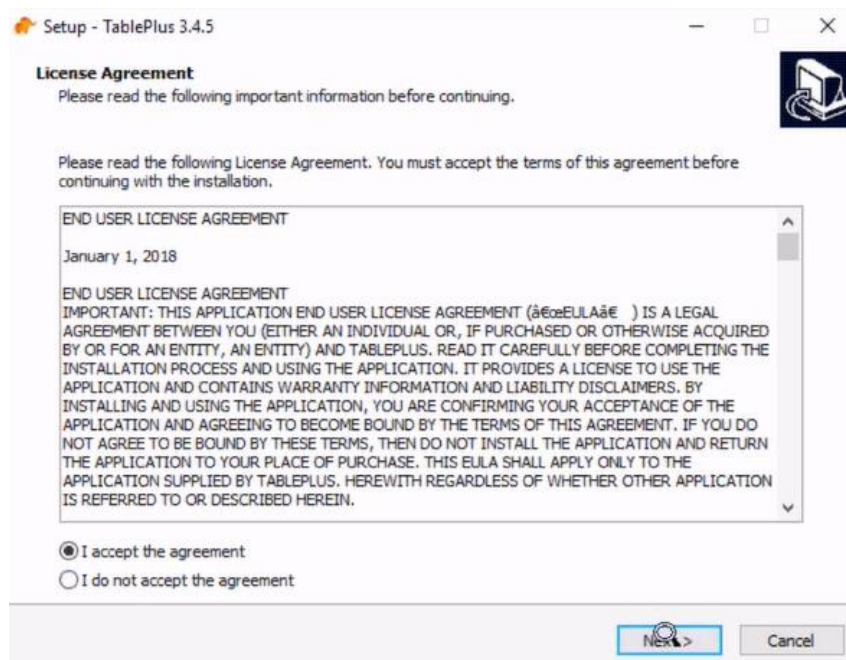 Setup - TablePlus 3.4.5
License Agreement
Please read the following important information before continuing.
Please read the following License Agreement. You must accept the terms of this agreement before
continuing with the installation.
END USER LICENSE AGREEMENT
January 1, 2018
END USER LICENSE AGREEMENT
IMPORTANT: THIS APPLICATION END USER LICENSE AGREEMENT (â€œEULAâ€ ) IS A LEGAL
AGREEMENT BETWEEN YOU (EITHER AN INDIVIDUAL OR, IF PURCHASED OR OTHERWISE ACQUIRED
BY OR FOR AN ENTITY, AN ENTITY) AND TABLEPLUS. READ IT CAREFULLY BEFORE COMPLETING THE
INSTALLATION PROCESS AND USING THE APPLICATION. IT PROVIDES A LICENSE TO USE THE
APPLICATION AND CONTAINS WARRANTY INFORMATION AND LIABILITY DISCLAIMERS. BY
INSTALLING AND USING THE APPLICATION, YOU ARE CONFIRMING YOUR ACCEPTANCE OF THE
APPLICATION AND AGREEING TO BECOME BOUND BY THE TERMS OF THIS AGREEMENT. IF YOU DO
NOT AGREE TO BE BOUND BY THESE TERMS, THEN DO NOT INSTALL THE APPLICATION AND RETURN
THE APPLICATION TO YOUR PLACE OF PURCHASE. THIS EULA SHALL APPLY ONLY TO THE
APPLICATION SUPPLIED BY TABLEPLUS. HEREWITH REGARDLESS OF WHETHER OTHER APPLICATION
IS REFERRED TO OR DESCRIBED HEREIN.
I accept the agreement
I do not accept the agreement
Next > Cancel